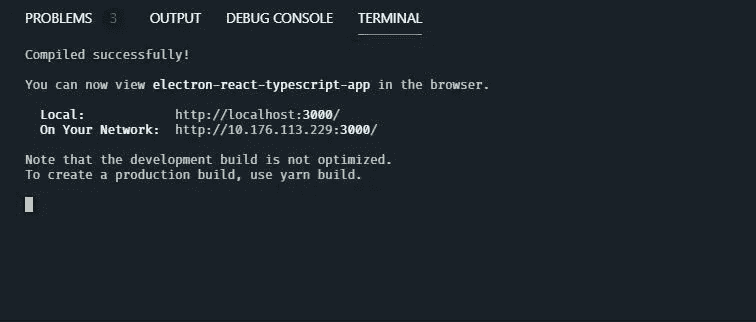 PROBLEMS 3 OUTPUT DEBUG CONSOLE TERMINAL
Compiled successfully!
You can now view electron-react-typescript-app in the browser.
Local: http://localhost:3000/
On Your Network: http://10.176.113.229:3000/
Note that the development build is not optimized.
To create a production build, use yarn build.